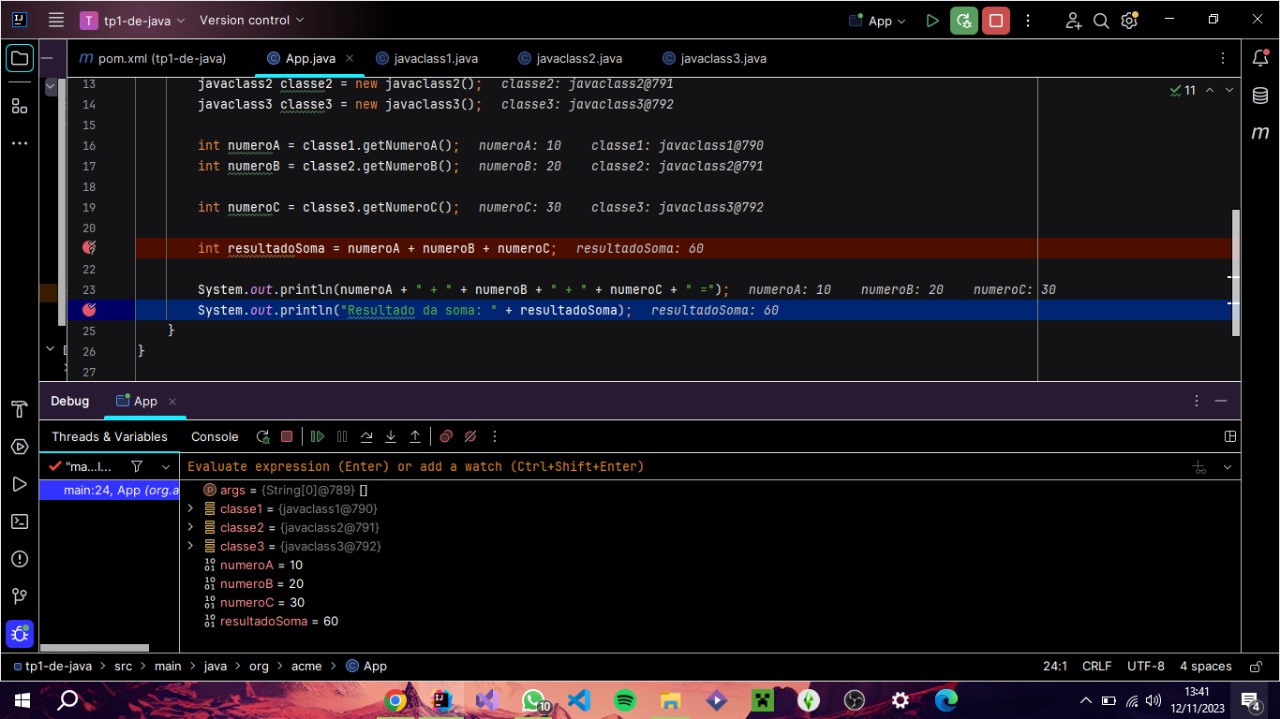 T tp1-de-java Version control App
pom.xml (tp1-de-java) App.java javaclass1.java javaclass2.java javaclass3.java
13 javaclass2 classe2 = new javaclass2(); classe2: javaclass2@791
14 javaclass3 classe3 = new javaclass3(); classe3: javaclass3@792
11
15
16 int numeroA = classe1.getNumeroA(); numeroA: 10 classe1: javaclass1@790
17 int numeroB = classe2.getNumeroB(); numeroB: 20 classe2: javaclass2@791
18
19 int numeroC = classe3.getNumeroC(); numeroC: 30 classe3: javaclass3@792
20
int resultadoSoma = numeroA + numeroB + numeroC; resultadoSoma: 60
22
23 System.out.println(numeroA + " + " + numeroB + " + " + numeroC + " ="); numeroA: 10 numeroB: 20 numeroC: 30
System.out.println("Resultado da soma: " + resultadoSoma); resultadoSoma: 60
25 }
26 }
27
Debug App
Threads & Variables Console
"ma...l... Evaluate expression (Enter) or add a watch (Ctrl+Shift+Enter)
main:24, App (org.a
args = {String[0]@789} []
classe1 = {javaclass1@790}
classe2 = {javaclass2@791}
classe3 = {javaclass3@792}
numeroA = 10
numeroB = 20
numeroC = 30
resultadoSoma = 60
tp1-de-java > src > main > java > org > acme > App 24:1 CRLF UTF-8 4 spaces
10 13:41
12/11/2023 4